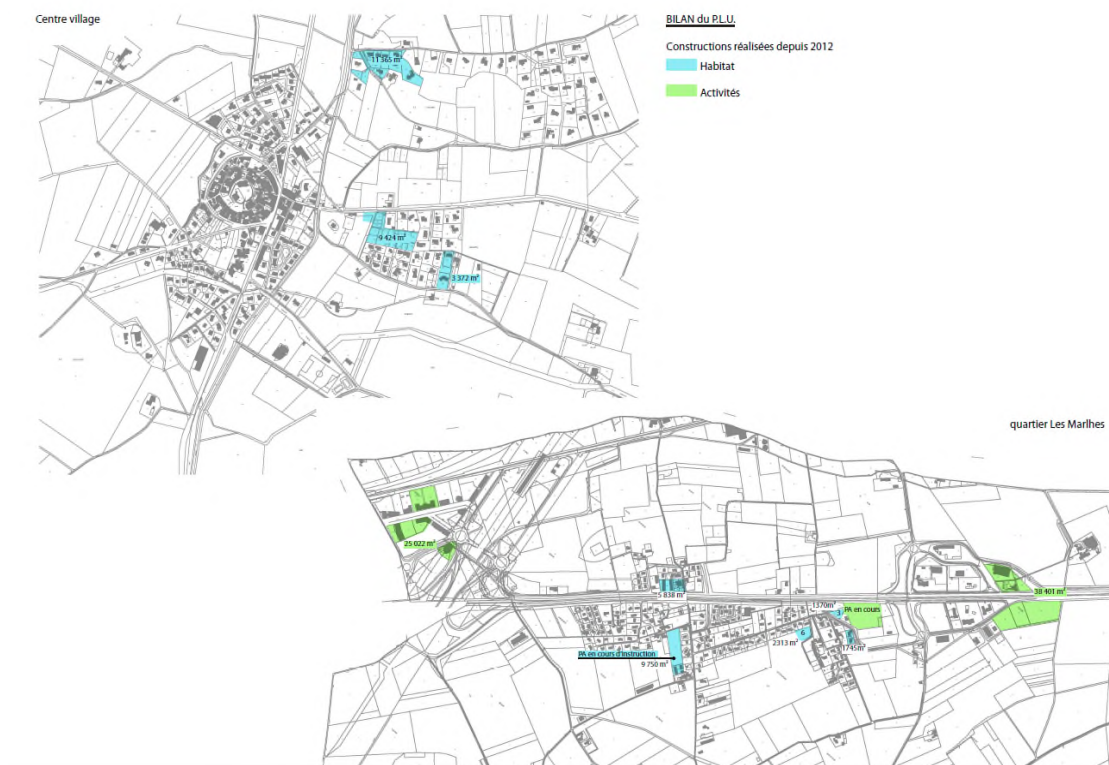 Centre village
BILAN du P.L.U.
Constructions réalisées depuis 2012
Habitat
Activités
11 365 m²
9 424 m²
3 372 m²
quartier Les Marlhes
25 022 m²
5 838 m²
38 401 m²
1370m²
3
PA en cours
6
2313 m²
1745m²
PA en cours d'instruction
9 750 m²